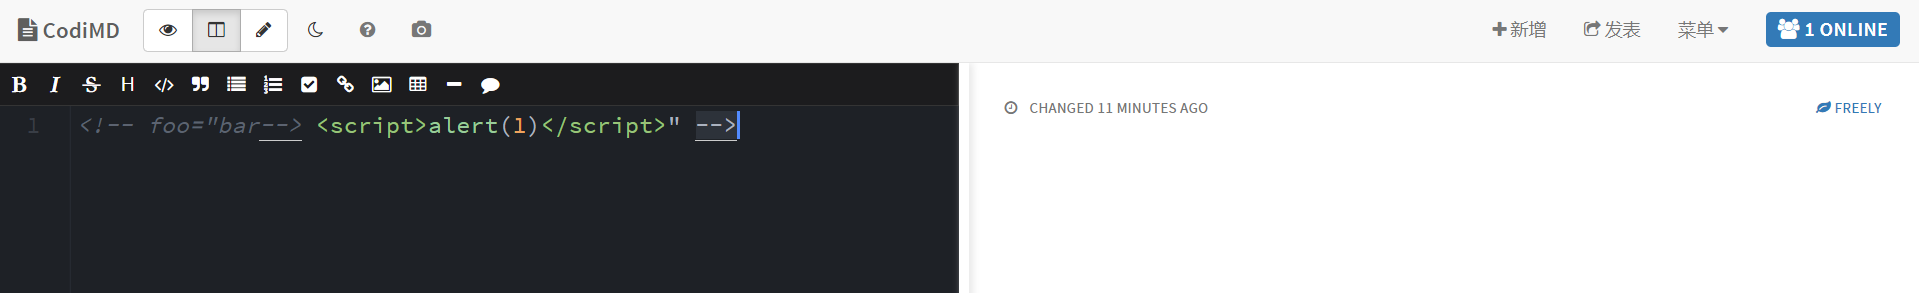 CodiMD
新增
发表
菜单
1 ONLINE
B I S H
1 <!-- foo="bar--> <script>alert(1)</script>" -->
CHANGED 11 MINUTES AGO
FREELY